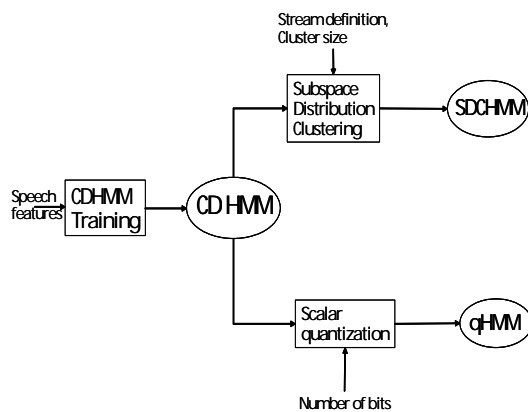 Stream definition,
Cluster size
Subspace
Distribution
Clustering
SDCHMM
Speech
features
CDHMM
Training
CDHMM
Scalar
quantization
qHMM
Number of bits